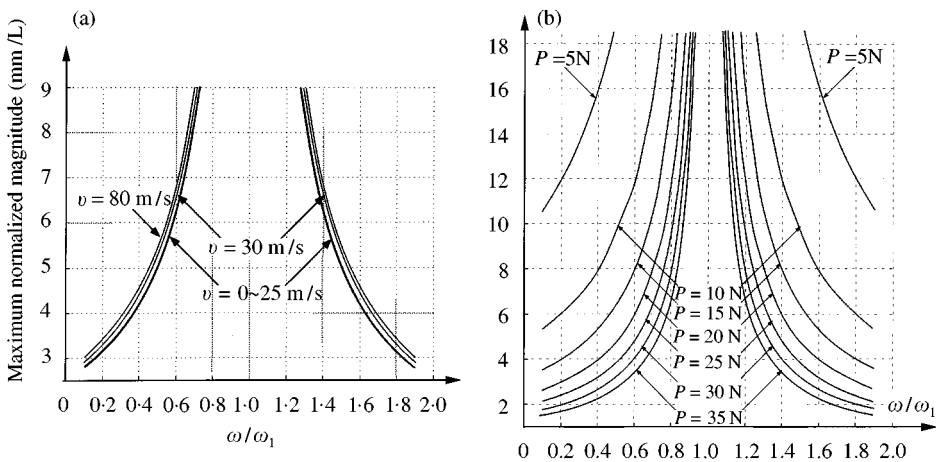 (a)
Maximum normalized magnitude (mm /L)
9
8
7
6
5
4
3
υ = 80 m/s
υ = 30 m/s
υ = 0~25 m/s
0 0·1 0·4 0·6 0·8 1·2 1·4 1·6 1·8 2·0
ω/ω1
(b)
18
16
14
12
10
8
6
4
2
P =5N
P =5N
P = 10 N
P = 15 N
P = 20 N
P = 25 N
P = 30 N
P = 35 N
ω/ω1
0 0.2 0.4 0.6 0.8 1.0 1.2 1.4 1.6 1.8 2.0